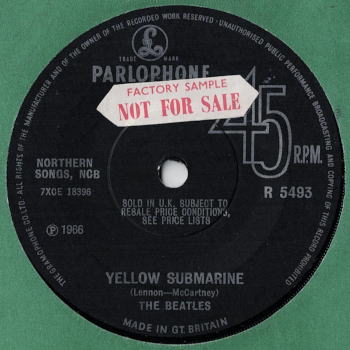 THE GRAMOPHONE CO. LTD. ALL RIGHTS OF THE MANUFACTURER AND OF THE OWNER OF THE RECORDED WORK RESERVED. UNAUTHORISED PUBLIC PERFORMANCE BROADCASTING AND COPYING OF THIS RECORD PROHIBITED
TRADE MARK
PARLOPHONE
FACTORY SAMPLE
NOT FOR SALE
45
R.P.M.
NORTHERN
SONGS, NCB
7XCE 18396
R 5493
SOLD IN U.K. SUBJECT TO
RESALE PRICE CONDITIONS,
SEE PRICE LISTS
Ⓟ 1966
YELLOW SUBMARINE
(Lennon—McCartney)
THE BEATLES
MADE IN GT. BRITAIN